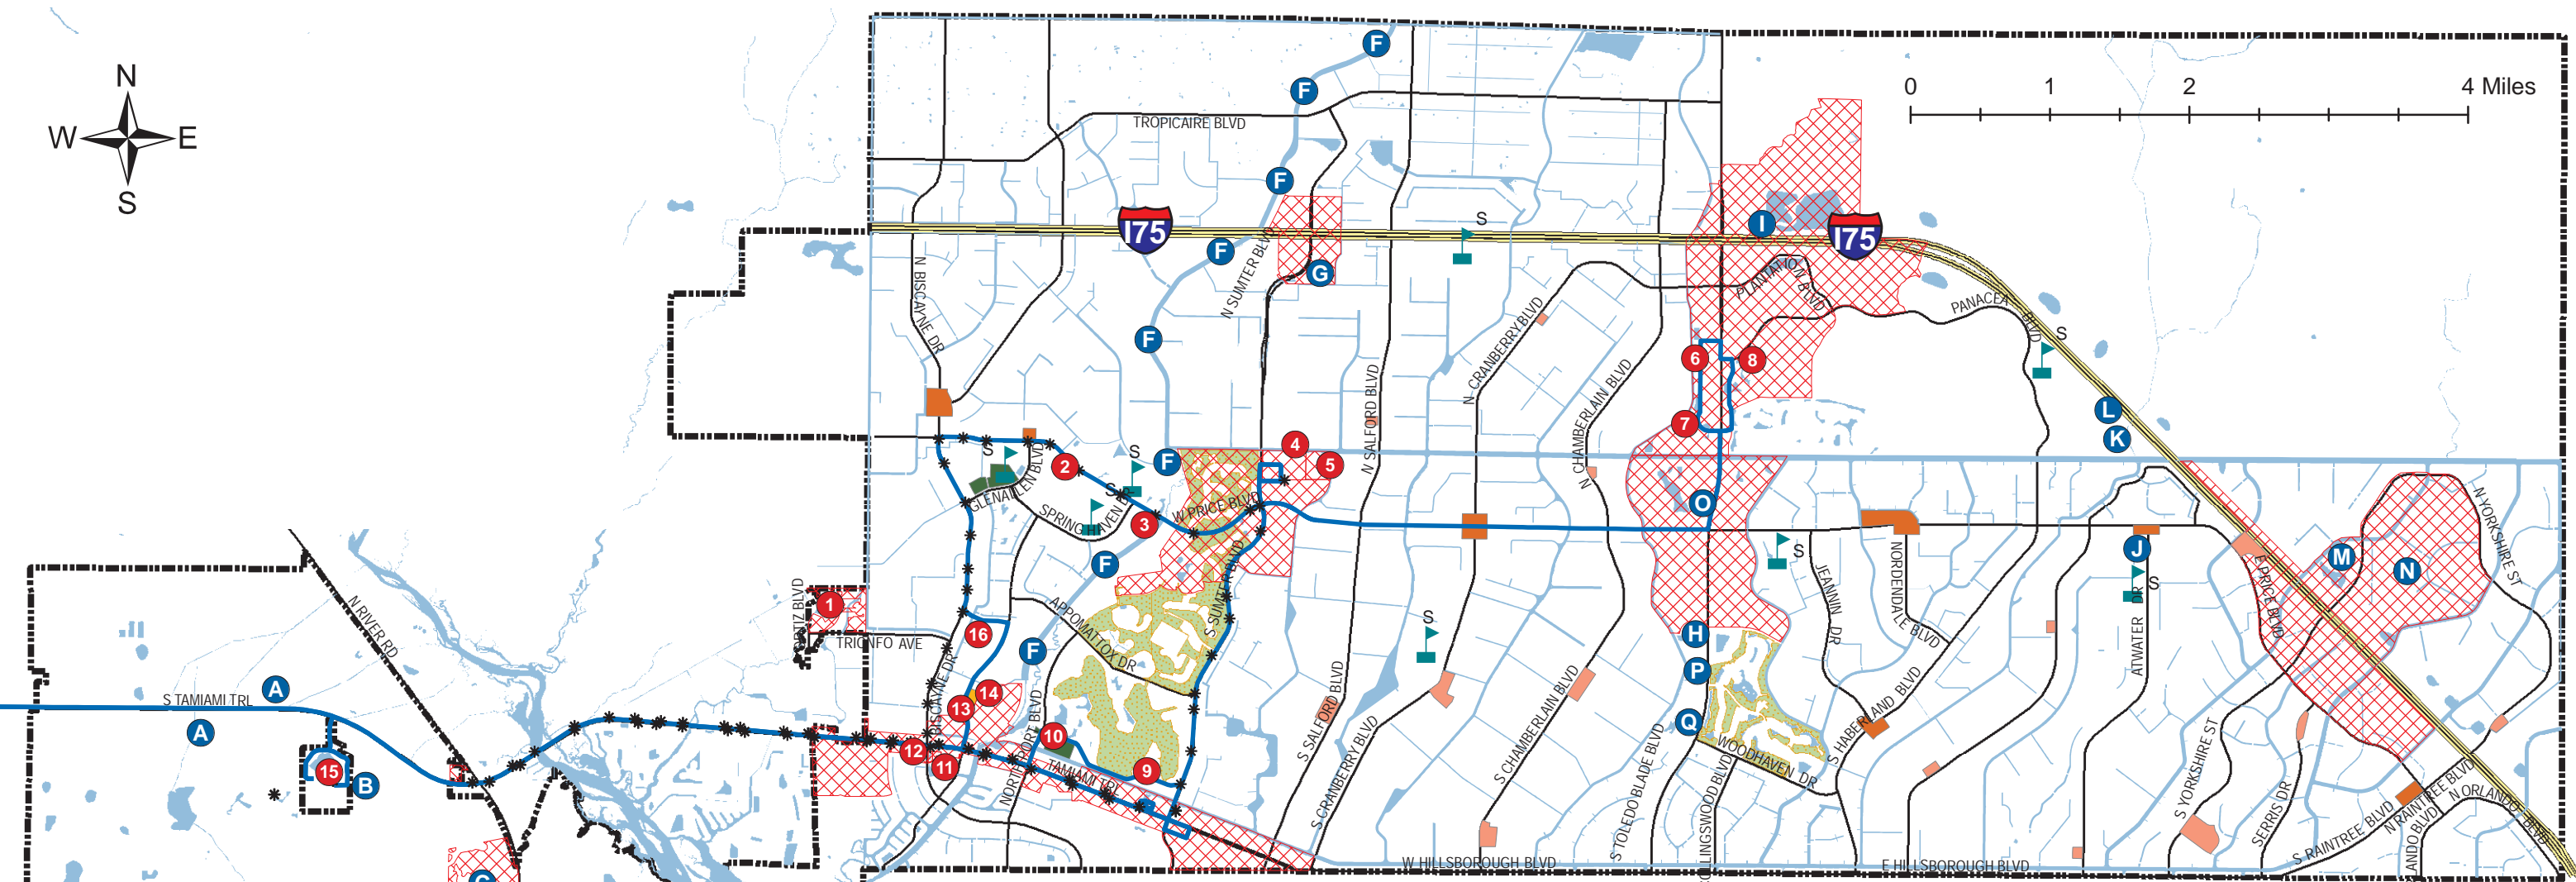 N
W E
S
0 1 2 4 Miles
F
F
TROPICAIRE BLVD
F
I75
I75
S
I
F
G
N SUMTER BLVD
N BISCAYNE DR
PLANTATION BLVD
PANACEA BLVD
S
F
N CRANBERRY BLVD
N CHAMBERLAIN BLVD
N SALFORD BLVD
6
8
7
L
K
4
5
S
GLENALLEN BLVD
2
S
F
S
SPRING HAVEN DR
3
W PRICE BLVD
O
N YORKSHIRE ST
M
N
J
S
S
NORDENDALE BLVD
JEANNIN DR
ATWATER DR
E PRICE BLVD
F
1
TRIONFO AVE
N RIVER RD
16
F
APPOMATTOX DR
S SUMTER BLVD
S
H
P
Q
A
S TAMIAMI TRL
A
15
B
14
13
BISCAYNE DR
12
11
10
9
TAMIAMI TRL
S SALFORD BLVD
S CRANBERRY BLVD
S CHAMBERLAIN BLVD
S TOLEDO BLADE BLVD
WOODHAVEN DR
S HABERLAND BLVD
S YORKSHIRE ST
SERRIS DR
S RAINTREE BLVD
N RAINTREE BLVD
N ORLANDO BLVD
W HILLSBOROUGH BLVD
E HILLSBOROUGH BLVD